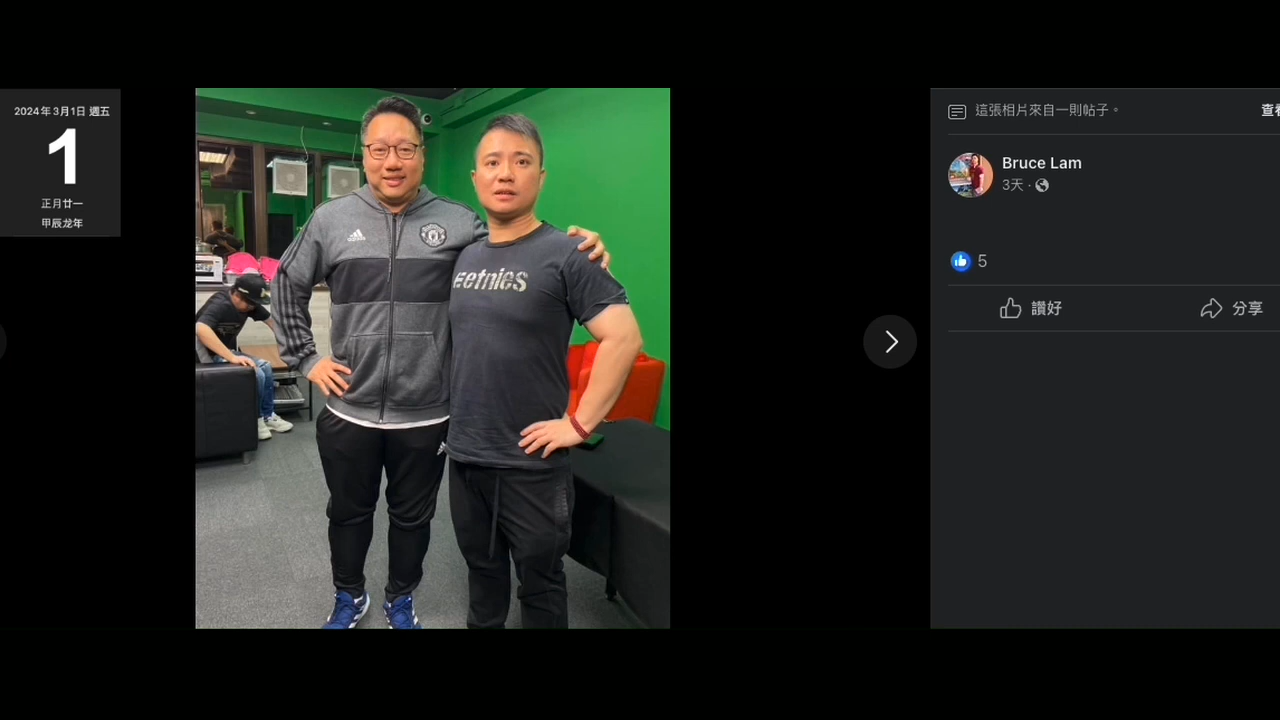 2024年3月1日 週五
1
正月廿一
甲辰龙年
adidas
Eetnies
這張相片來自一則帖子。
查看
Bruce Lam
3天
5
讚好
分享